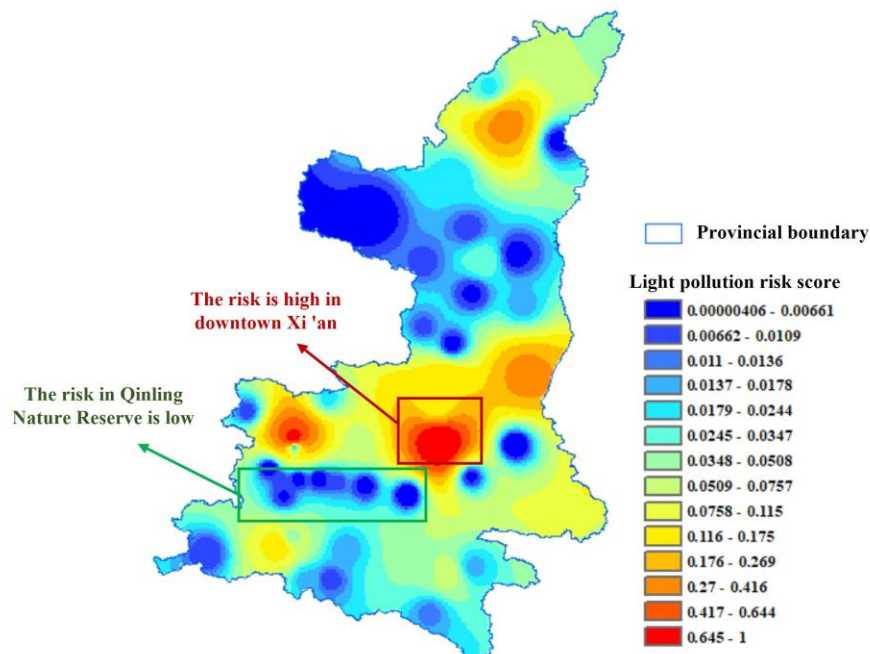 The risk is high in
downtown Xi 'an
The risk in Qinling
Nature Reserve is low
Provincial boundary
Light pollution risk score
0.00000406 - 0.00661
0.00662 - 0.0109
0.011 - 0.0136
0.0137 - 0.0178
0.0179 - 0.0244
0.0245 - 0.0347
0.0348 - 0.0508
0.0509 - 0.0757
0.0758 - 0.115
0.116 - 0.175
0.176 - 0.269
0.27 - 0.416
0.417 - 0.644
0.645 - 1